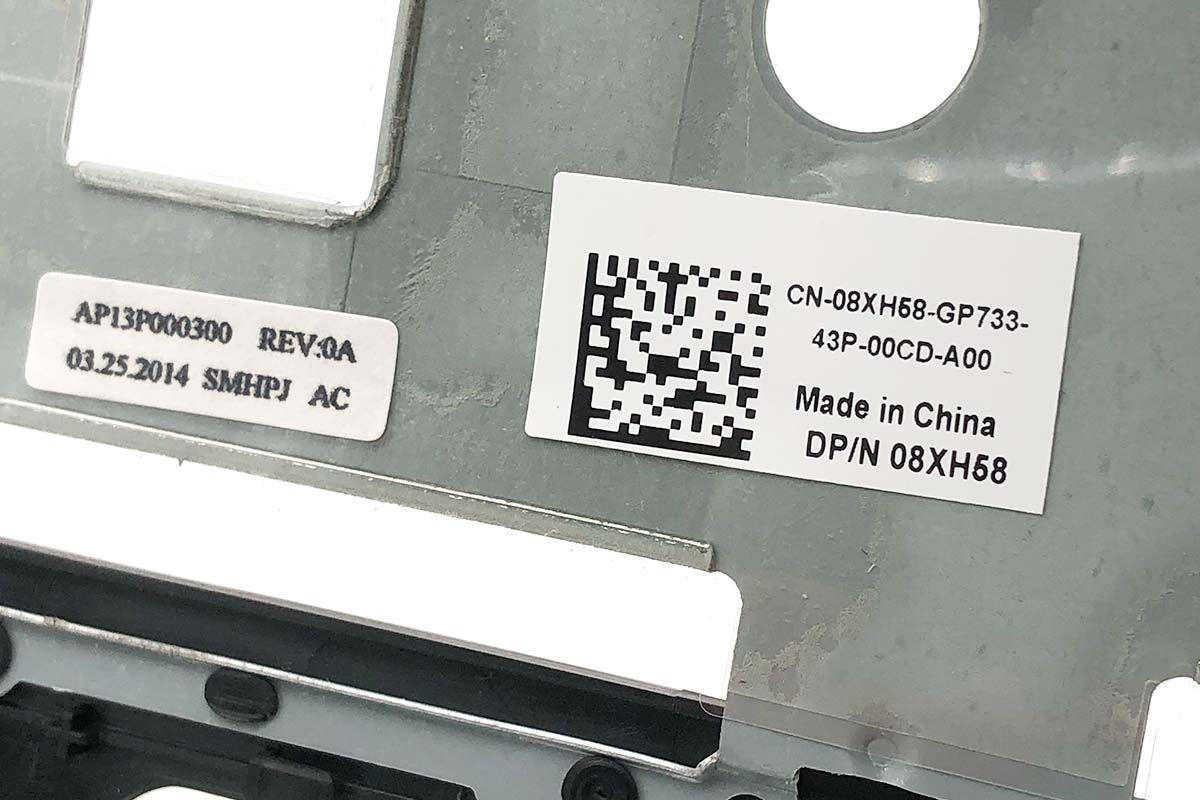 AP13P000300 REV:0A
03.25.2014 SMHPJ AC
CN-08XH58-GP733-
43P-00CD-A00
Made in China
DP/N 08XH58